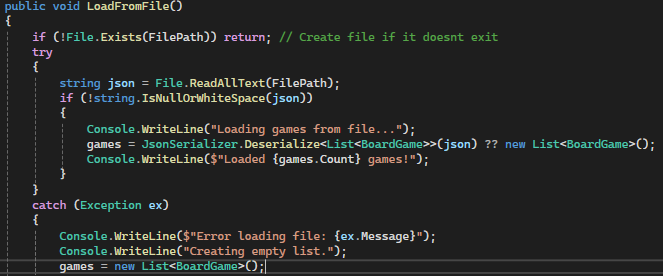 public void LoadFromFile()
{
    if (!File.Exists(FilePath)) return; // Create file if it doesnt exit
    try
    {
        string json = File.ReadAllText(FilePath);
        if (!string.IsNullOrWhiteSpace(json))
        {
            Console.WriteLine("Loading games from file...");
            games = JsonSerializer.Deserialize<List<BoardGame>>(json) ?? new List<BoardGame>();
            Console.WriteLine($"Loaded {games.Count} games!");
        }
    }
    catch (Exception ex)
    {
        Console.WriteLine($"Error loading file: {ex.Message}");
        Console.WriteLine("Creating empty list.");
        games = new List<BoardGame>();